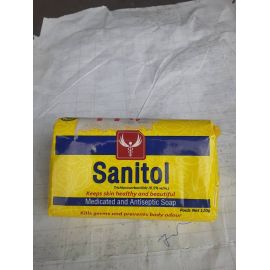 Sanitol
Trichlorocarbanilide (0.5% w/w)
Keeps skin healthy and beautiful
Medicated and Antiseptic Soap
Kills germs and prevents body odour